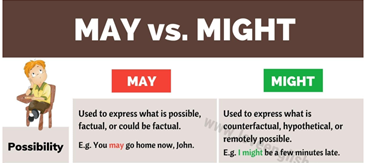 MAY vs. MIGHT
MAY
MIGHT
Possibility
Used to express what is possible,
factual, or could be factual.
E.g. You may go home now, John.
Used to express what is
counterfactual, hypothetical, or
remotely possible.
E.g. I might be a few minutes late.